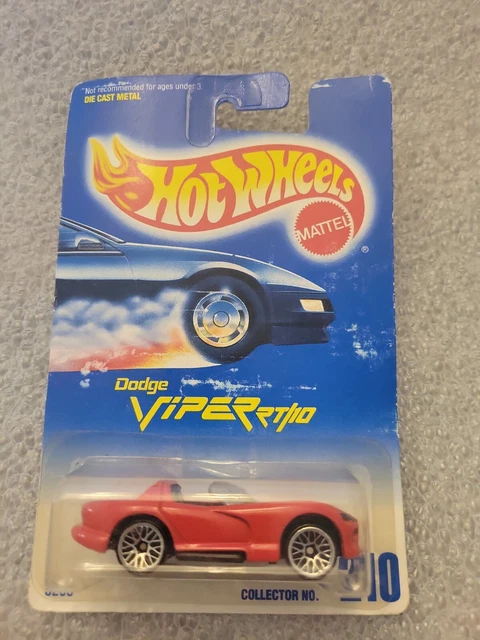 Not recommended for ages under 3
DIE CAST METAL
HOT WHEELS
MATTEL
®
Dodge
VIPER RT/10
COLLECTOR NO.